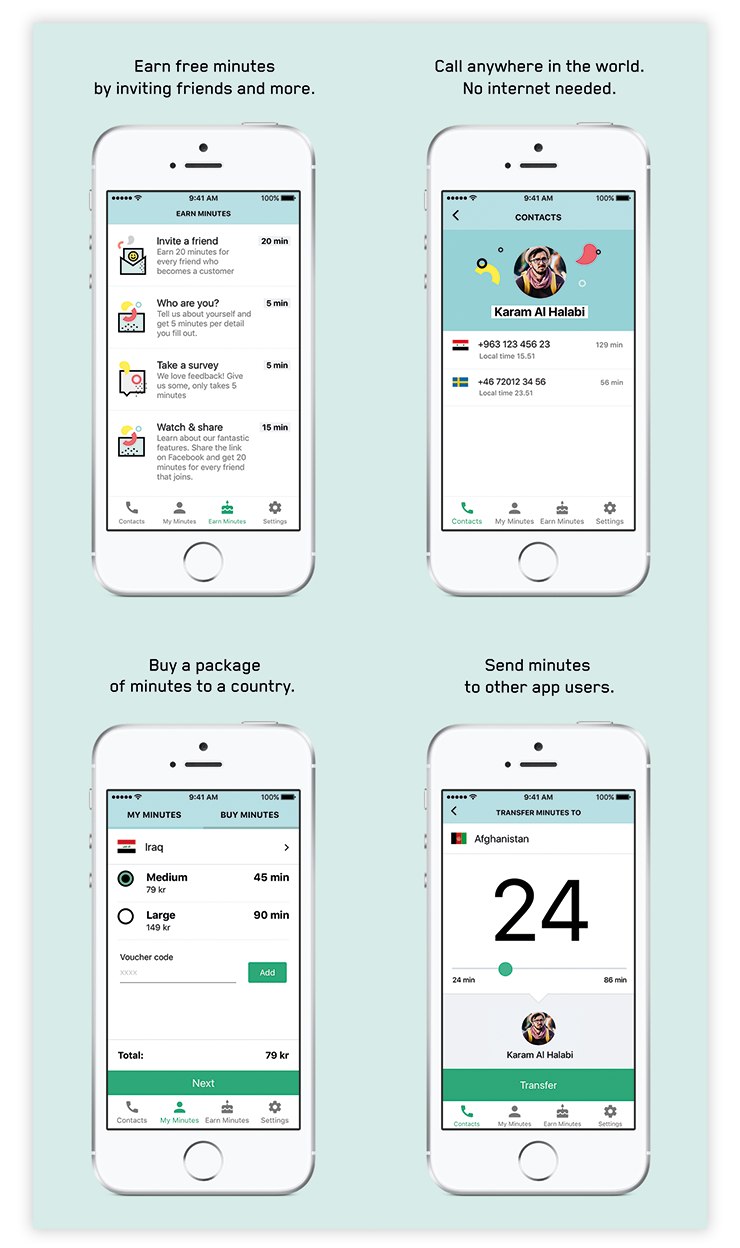 Earn free minutes
by inviting friends and more.
9:41 AM
100%
EARN MINUTES
Invite a friend
20 min
Earn 20 minutes for
every friend who
becomes a customer
Who are you?
5 min
Tell us about yourself and
get 5 minutes per detail
you fill out.
Take a survey
5 min
We love feedback! Give
us some, only takes 5
minutes
Watch & share
15 min
Learn about our fantastic
features. Share the link
on Facebook and get 20
minutes for every friend
that joins.
Contacts
My Minutes
Earn Minutes
Settings
Call anywhere in the world.
No internet needed.
9:41 AM
100%
CONTACTS
Karam Al Halabi
+963 123 456 23
129 min
Local time 15.51
+46 72012 34 56
56 min
Local time 23.51
Contacts
My Minutes
Earn Minutes
Settings
Buy a package
of minutes to a country.
9:41 AM
100%
MY MINUTES
BUY MINUTES
Iraq
Medium
45 min
79 kr
Large
90 min
149 kr
Voucher code
xxxx
Add
Total:
79 kr
Next
Contacts
My Minutes
Earn Minutes
Settings
Send minutes
to other app users.
9:41 AM
100%
TRANSFER MINUTES TO
Afghanistan
24
24 min
86 min
Karam Al Halabi
Transfer
Contacts
My Minutes
Earn Minutes
Settings